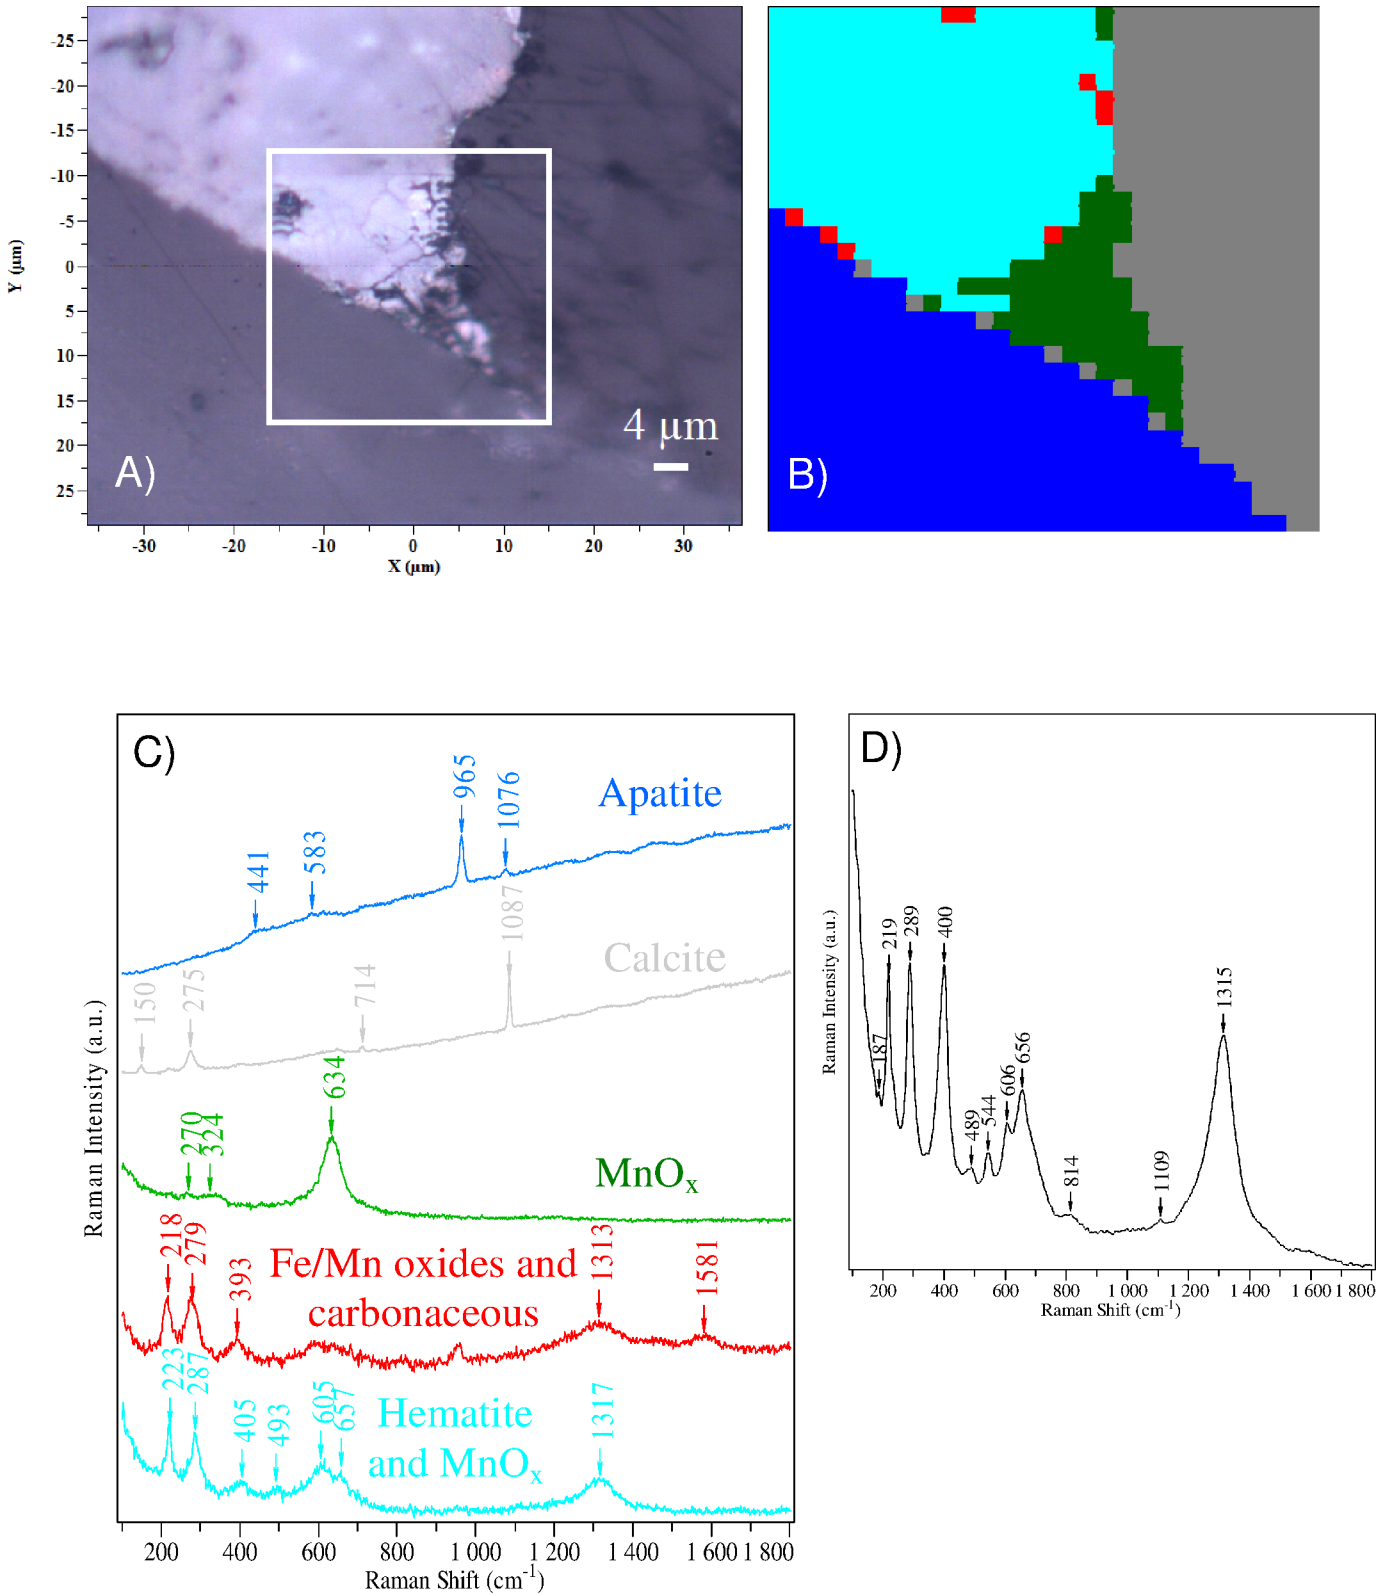 -25
-20
-15
-10
-5
0
5
10
15
20
25
Y (µm)
4 µm
A)
-30 -20 -10 0 10 20 30
X (µm)
B)
C)
Apatite
441
583
965
1076
Calcite
150
275
714
1087
MnOx
270
324
634
Fe/Mn oxides and
carbonaceous
218
279
393
1313
1581
Hematite
and MnOx
223
287
405
493
605
657
1317
Raman Intensity (a.u.)
200 400 600 800 1 000 1 200 1 400 1 600 1 800
Raman Shift (cm-1)
D)
187
219
289
400
489
544
606
656
814
1109
1315
Raman Intensity (a.u.)
200 400 600 800 1 000 1 200 1 400 1 600 1 800
Raman Shift (cm-1)